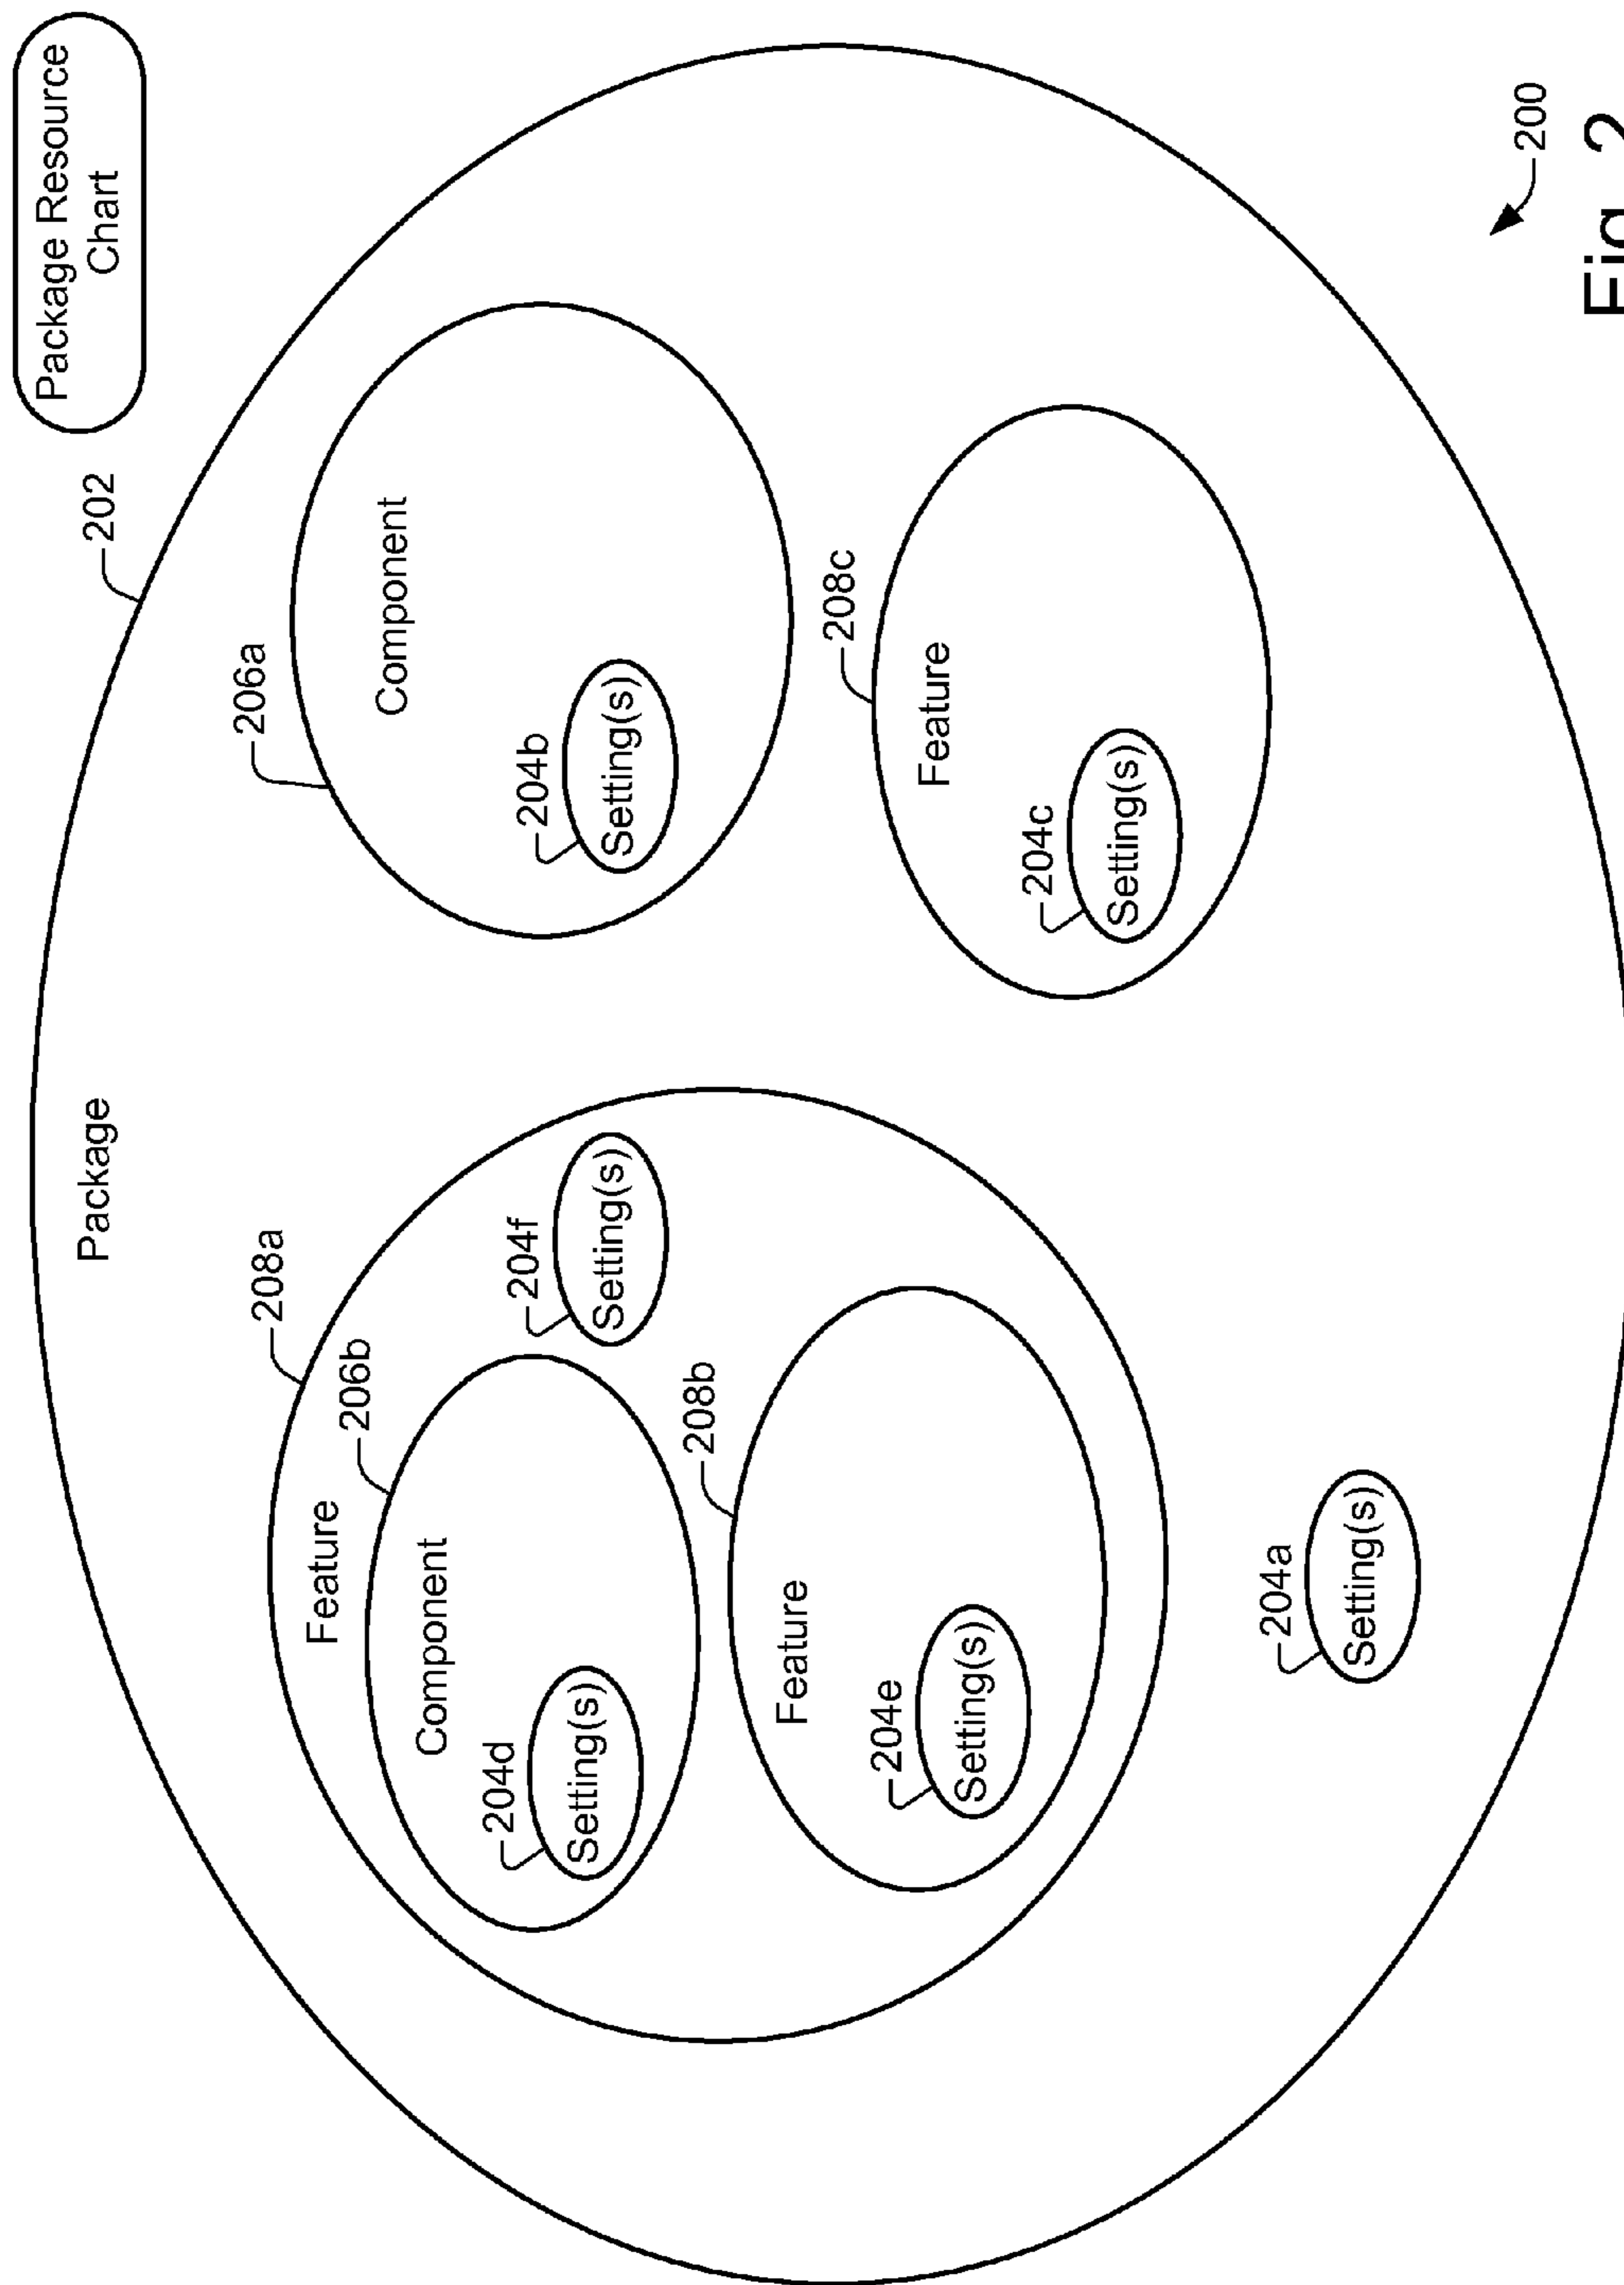 Package Resource
Chart
202
Package
206a
Component
204b
Setting(s)
208a
Feature
206b
Component
204d
Setting(s)
204f
Setting(s)
208b
Feature
204e
Setting(s)
208c
Feature
204c
Setting(s)
204a
Setting(s)
200
Fig. 2